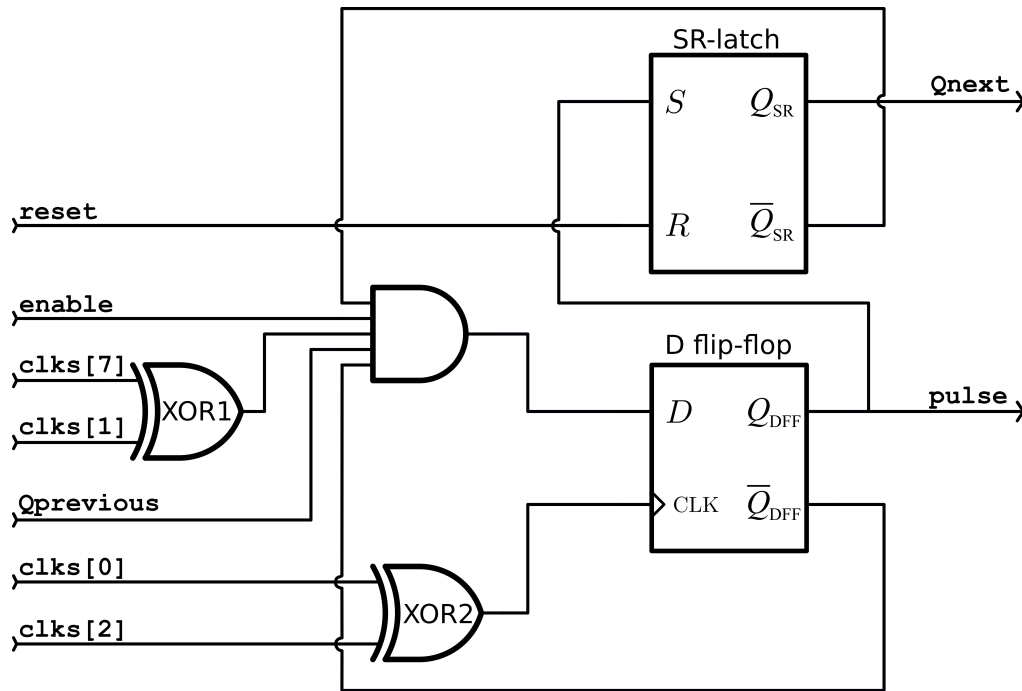 SR-latch
Qnext
S
Q_SR
reset
R
Q̅_SR
enable
D flip-flop
clks[7]
XOR1
pulse
clks[1]
D
Q_DFF
Qprevious
CLK
Q̅_DFF
clks[0]
XOR2
clks[2]